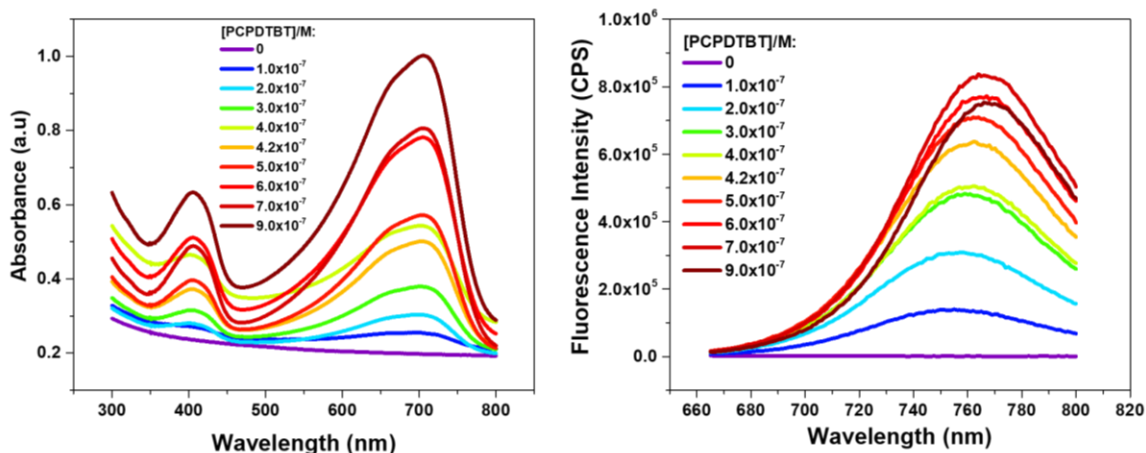 [PCPDTBT]/M:
0
1.0x10⁻⁷
2.0x10⁻⁷
3.0x10⁻⁷
4.0x10⁻⁷
4.2x10⁻⁷
5.0x10⁻⁷
6.0x10⁻⁷
7.0x10⁻⁷
9.0x10⁻⁷
Absorbance (a.u)
1.0
0.8
0.6
0.4
0.2
300 400 500 600 700 800
Wavelength (nm)
[PCPDTBT]/M:
0
1.0x10⁻⁷
2.0x10⁻⁷
3.0x10⁻⁷
4.0x10⁻⁷
4.2x10⁻⁷
5.0x10⁻⁷
6.0x10⁻⁷
7.0x10⁻⁷
9.0x10⁻⁷
Fluorescence Intensity (CPS)
1.0x10⁶
8.0x10⁵
6.0x10⁵
4.0x10⁵
2.0x10⁵
0.0
660 680 700 720 740 760 780 800 820
Wavelength (nm)